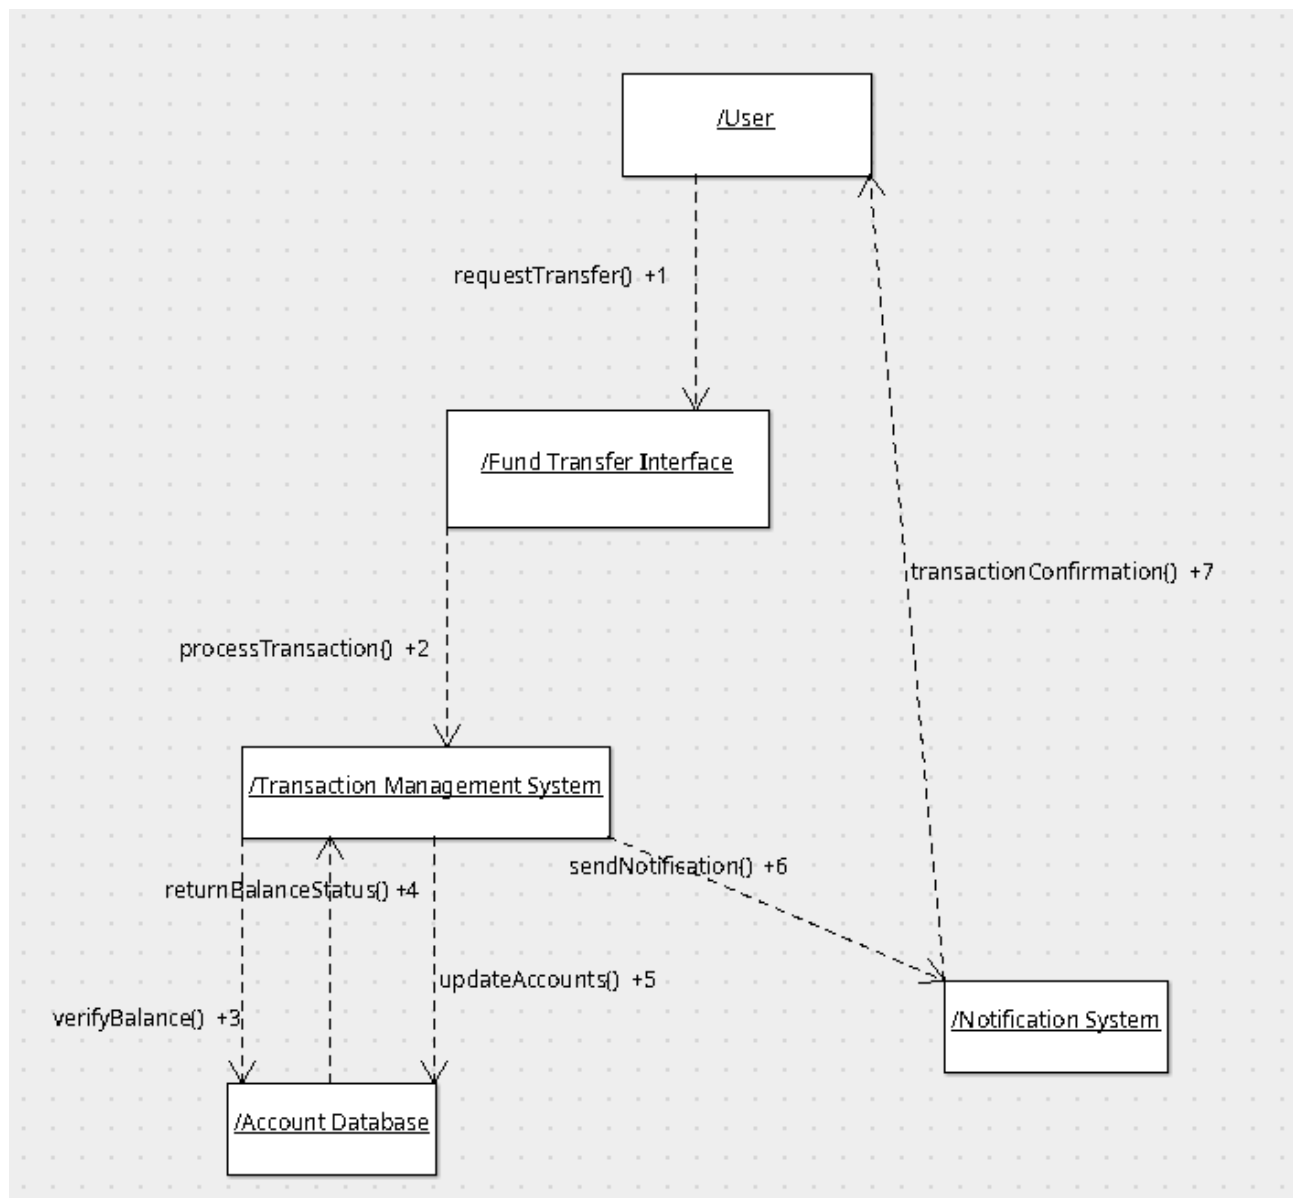 /User
requestTransfer() +1
/Fund Transfer Interface
transactionConfirmation() +7
processTransaction() +2
/Transaction Management System
sendNotification() +6
returnBalanceStatus() +4
updateAccounts() +5
verifyBalance() +3
/Notification System
/Account Database